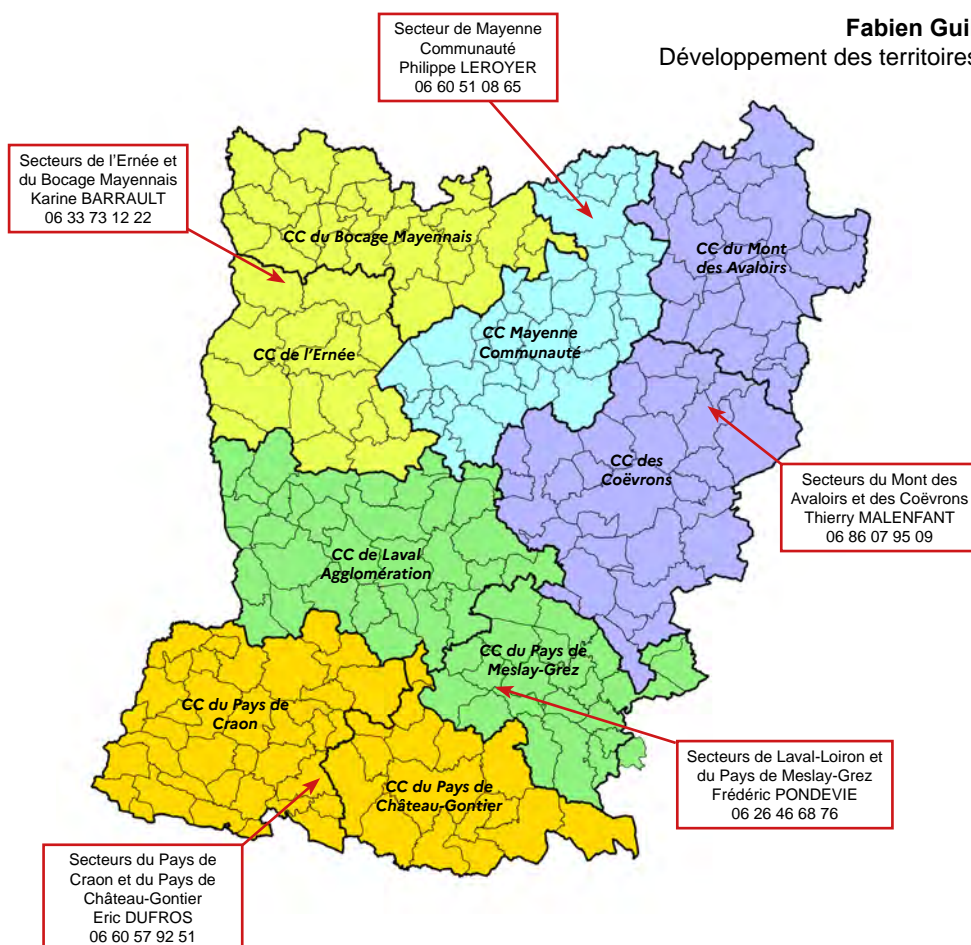 Fabien Gui
Développement des territoires
Secteur de Mayenne
Communauté
Philippe LEROYER
06 60 51 08 65
Secteurs de l'Ernée et
du Bocage Mayennais
Karine BARRAULT
06 33 73 12 22
CC du Bocage Mayennais
CC du Mont
des Avaloirs
CC Mayenne
Communauté
CC de l'Ernée
CC des
Coëvrons
Secteurs du Mont des
Avaloirs et des Coëvrons
Thierry MALENFANT
06 86 07 95 09
CC de Laval
Agglomération
CC du Pays de
Meslay-Grez
CC du Pays de
Craon
CC du Pays de
Château-Gontier
Secteurs de Laval-Loiron et
du Pays de Meslay-Grez
Frédéric PONDEVIE
06 26 46 68 76
Secteurs du Pays de
Craon et du Pays de
Château-Gontier
Eric DUFROS
06 60 57 92 51